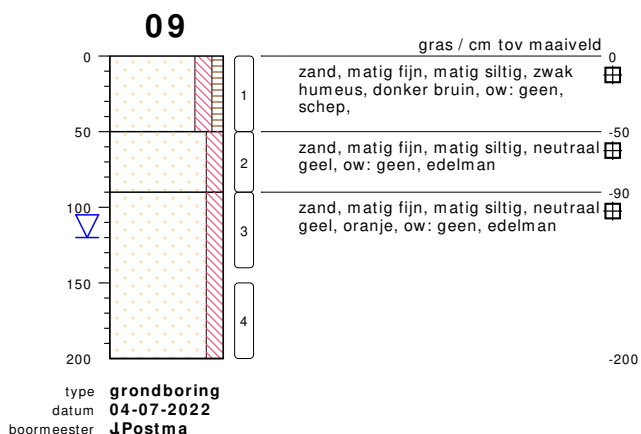 09
gras / cm tov maaiveld
0
0
zand, matig fijn, matig siltig, zwak
humeus, donker bruin, ow: geen,
schep,
1
50
-50
zand, matig fijn, matig siltig, neutraal
geel, ow: geen, edelman
2
-90
100
zand, matig fijn, matig siltig, neutraal
geel, oranje, ow: geen, edelman
3
150
4
200
-200
type grondboring
datum 04-07-2022
boormeester J.Postma